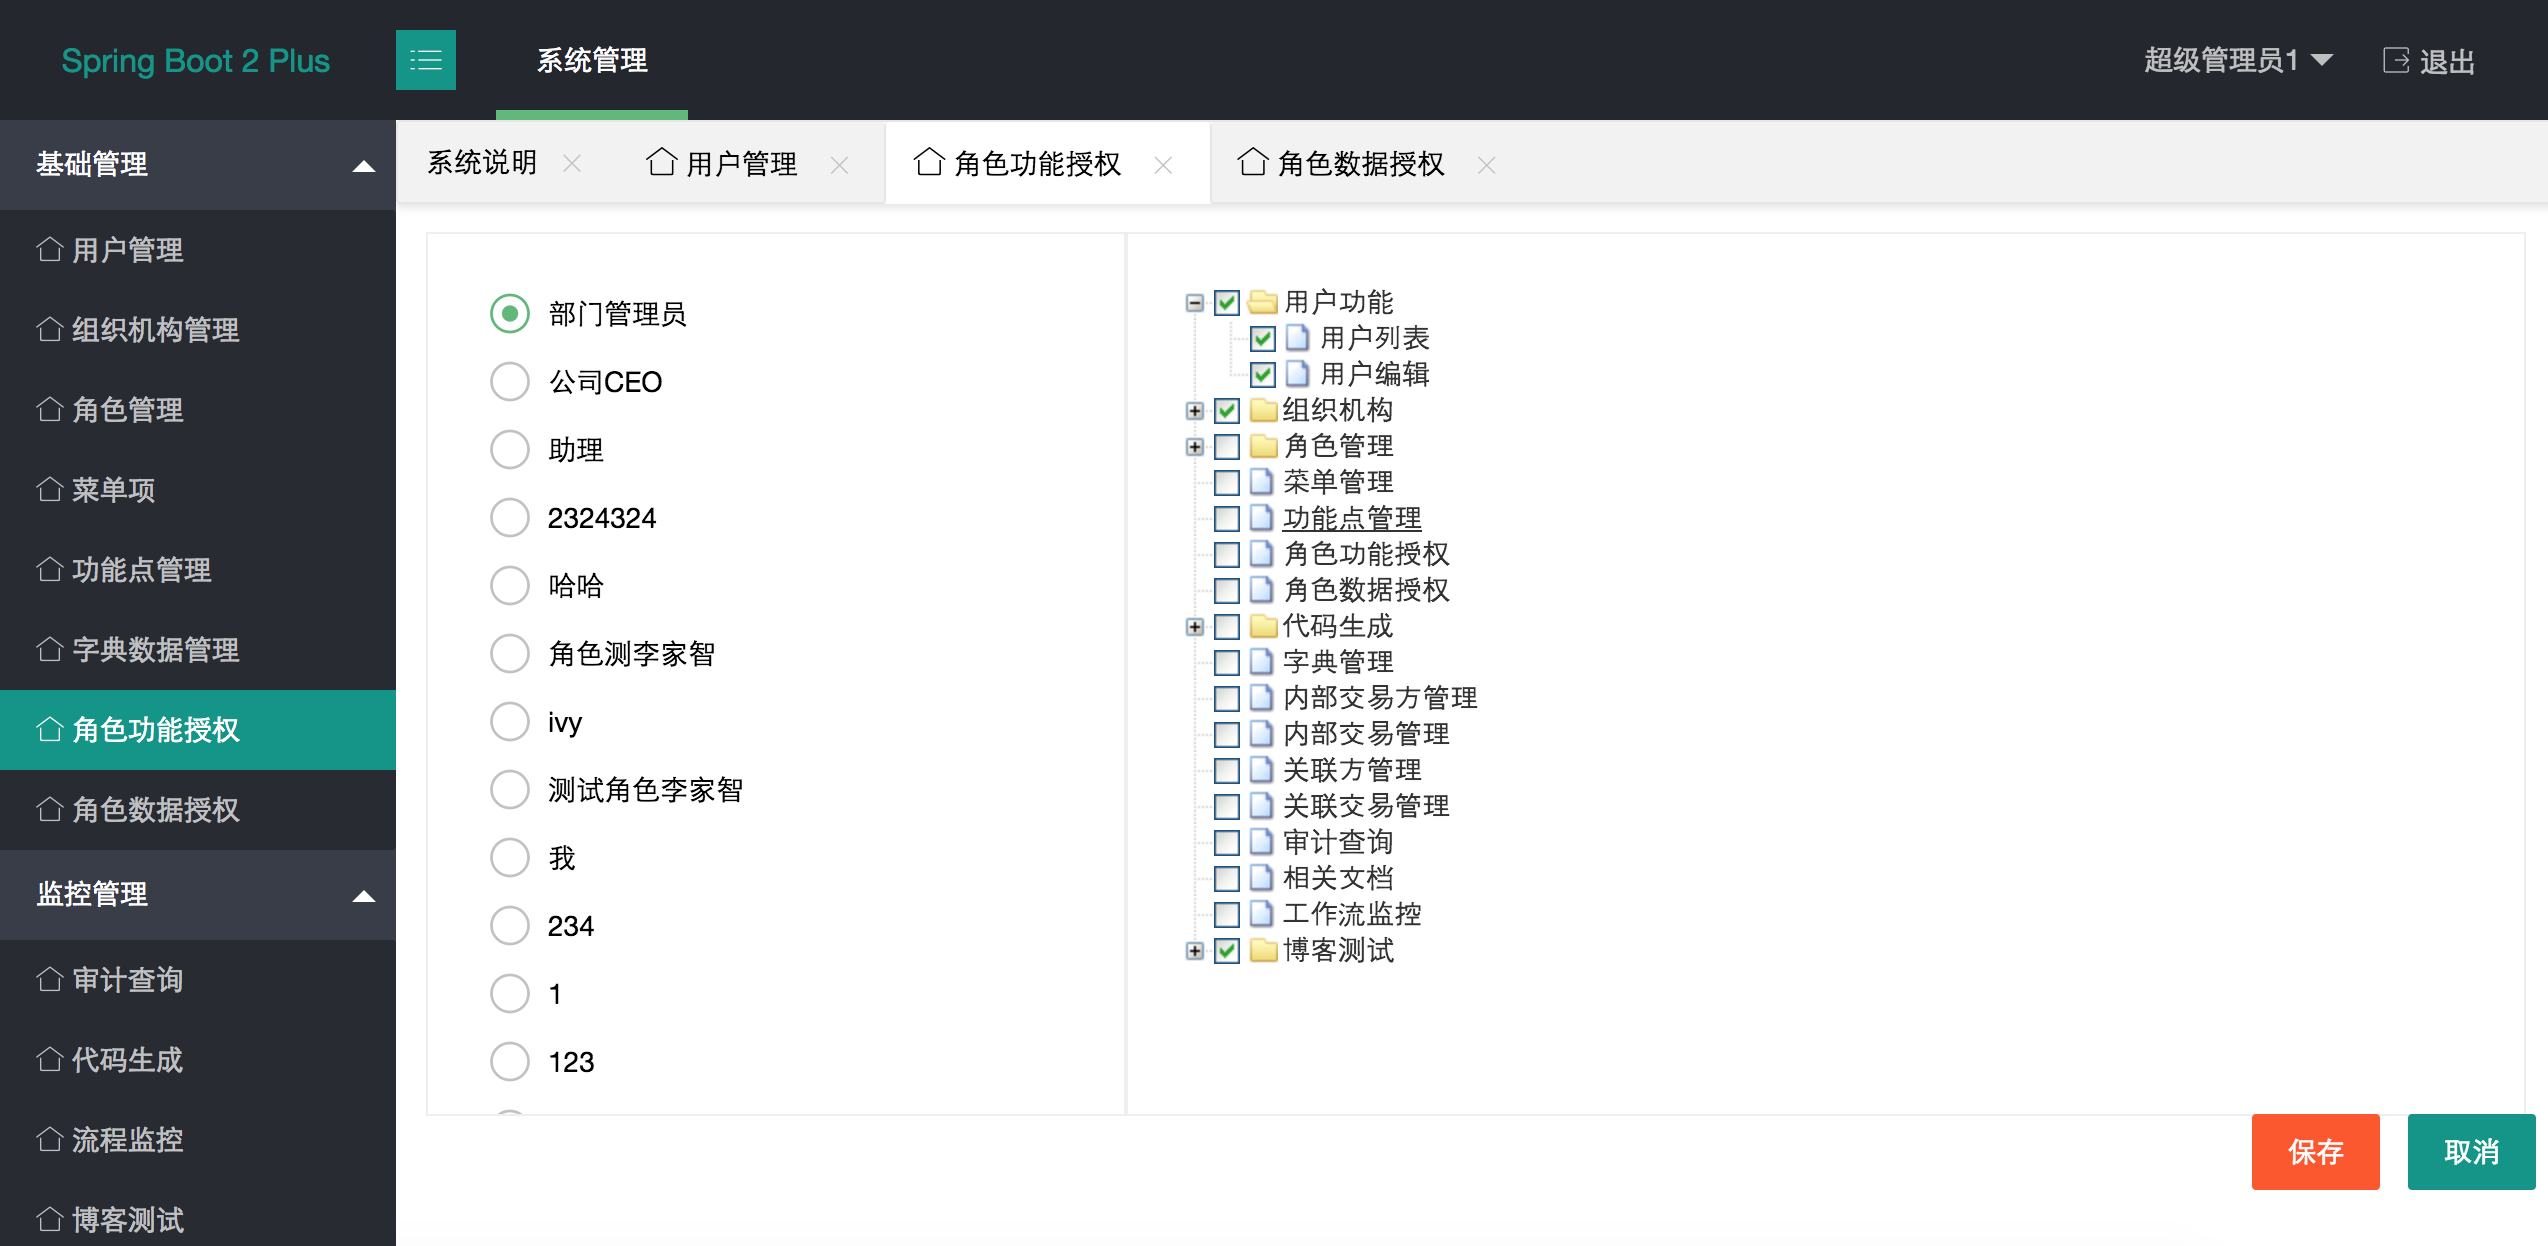 Spring Boot 2 Plus
系统管理
超级管理员1
退出
基础管理
用户管理
组织机构管理
角色管理
菜单项
功能点管理
字典数据管理
角色功能授权
角色数据授权
监控管理
审计查询
代码生成
流程监控
博客测试
系统说明
用户管理
角色功能授权
角色数据授权
部门管理员
公司CEO
助理
2324324
哈哈
角色测李家智
ivy
测试角色李家智
我
234
1
123
用户功能
用户列表
用户编辑
组织机构
角色管理
菜单管理
功能点管理
角色功能授权
角色数据授权
代码生成
字典管理
内部交易方管理
内部交易管理
关联方管理
关联交易管理
审计查询
相关文档
工作流监控
博客测试
保存
取消